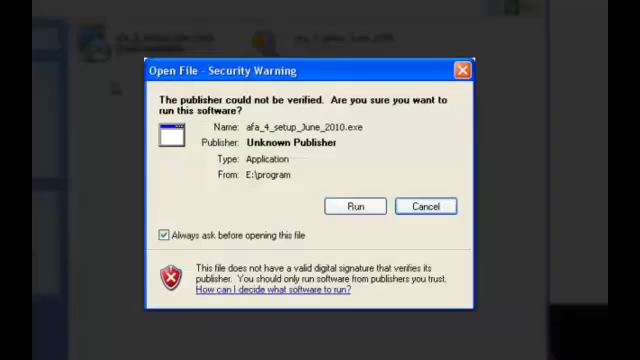 Open File - Security Warning
The publisher could not be verified. Are you sure you want to
run this software?
Name: afa_4_setup_June_2010.exe
Publisher: Unknown Publisher
Type: Application
From: E:\program
Run Cancel
Always ask before opening this file
This file does not have a valid digital signature that verifies its
publisher. You should only run software from publishers you trust.
How can I decide what software to run?